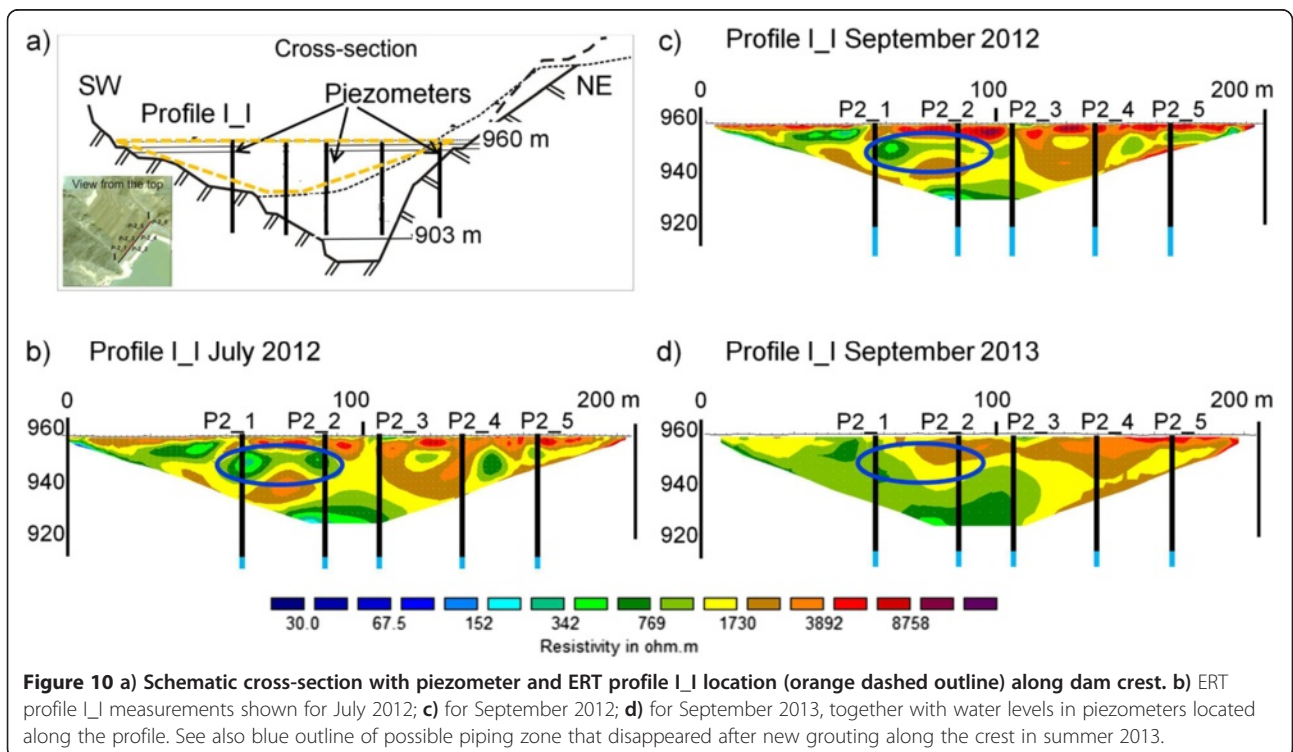 a)
Cross-section
SW
NE
Profile I_I
Piezometers
960 m
View from the top
903 m
c) Profile I_I September 2012
0
100
200 m
P2_1
P2_2
P2_3
P2_4
P2_5
960
940
920
b) Profile I_I July 2012
0
100
200 m
P2_1
P2_2
P2_3
P2_4
P2_5
960
940
920
d) Profile I_I September 2013
0
100
200 m
P2_1
P2_2
P2_3
P2_4
P2_5
960
940
920
30.0 67.5 152 342 769 1730 3892 8758
Resistivity in ohm.m
Figure 10 a) Schematic cross-section with piezometer and ERT profile I_I location (orange dashed outline) along dam crest. b) ERT
profile I_I measurements shown for July 2012; c) for September 2012; d) for September 2013, together with water levels in piezometers located
along the profile. See also blue outline of possible piping zone that disappeared after new grouting along the crest in summer 2013.